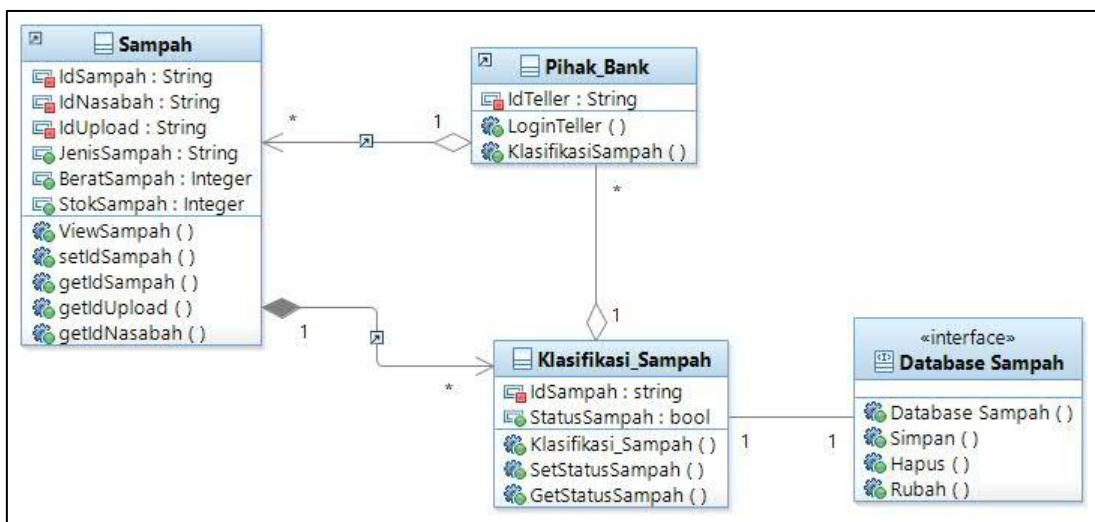 Sampah
IdSampah : String
IdNasabah : String
IdUpload : String
JenisSampah : String
BeratSampah : Integer
StokSampah : Integer
ViewSampah ( )
setIdSampah ( )
getIdSampah ( )
getIdUpload ( )
getIdNasabah ( )
*
1
Pihak_Bank
IdTeller : String
LoginTeller ( )
KlasifikasiSampah ( )
*
1
1
*
Klasifikasi_Sampah
IdSampah : string
StatusSampah : bool
Klasifikasi_Sampah ( )
SetStatusSampah ( )
GetStatusSampah ( )
1
1
«interface»
Database Sampah
Database Sampah ( )
Simpan ( )
Hapus ( )
Rubah ( )